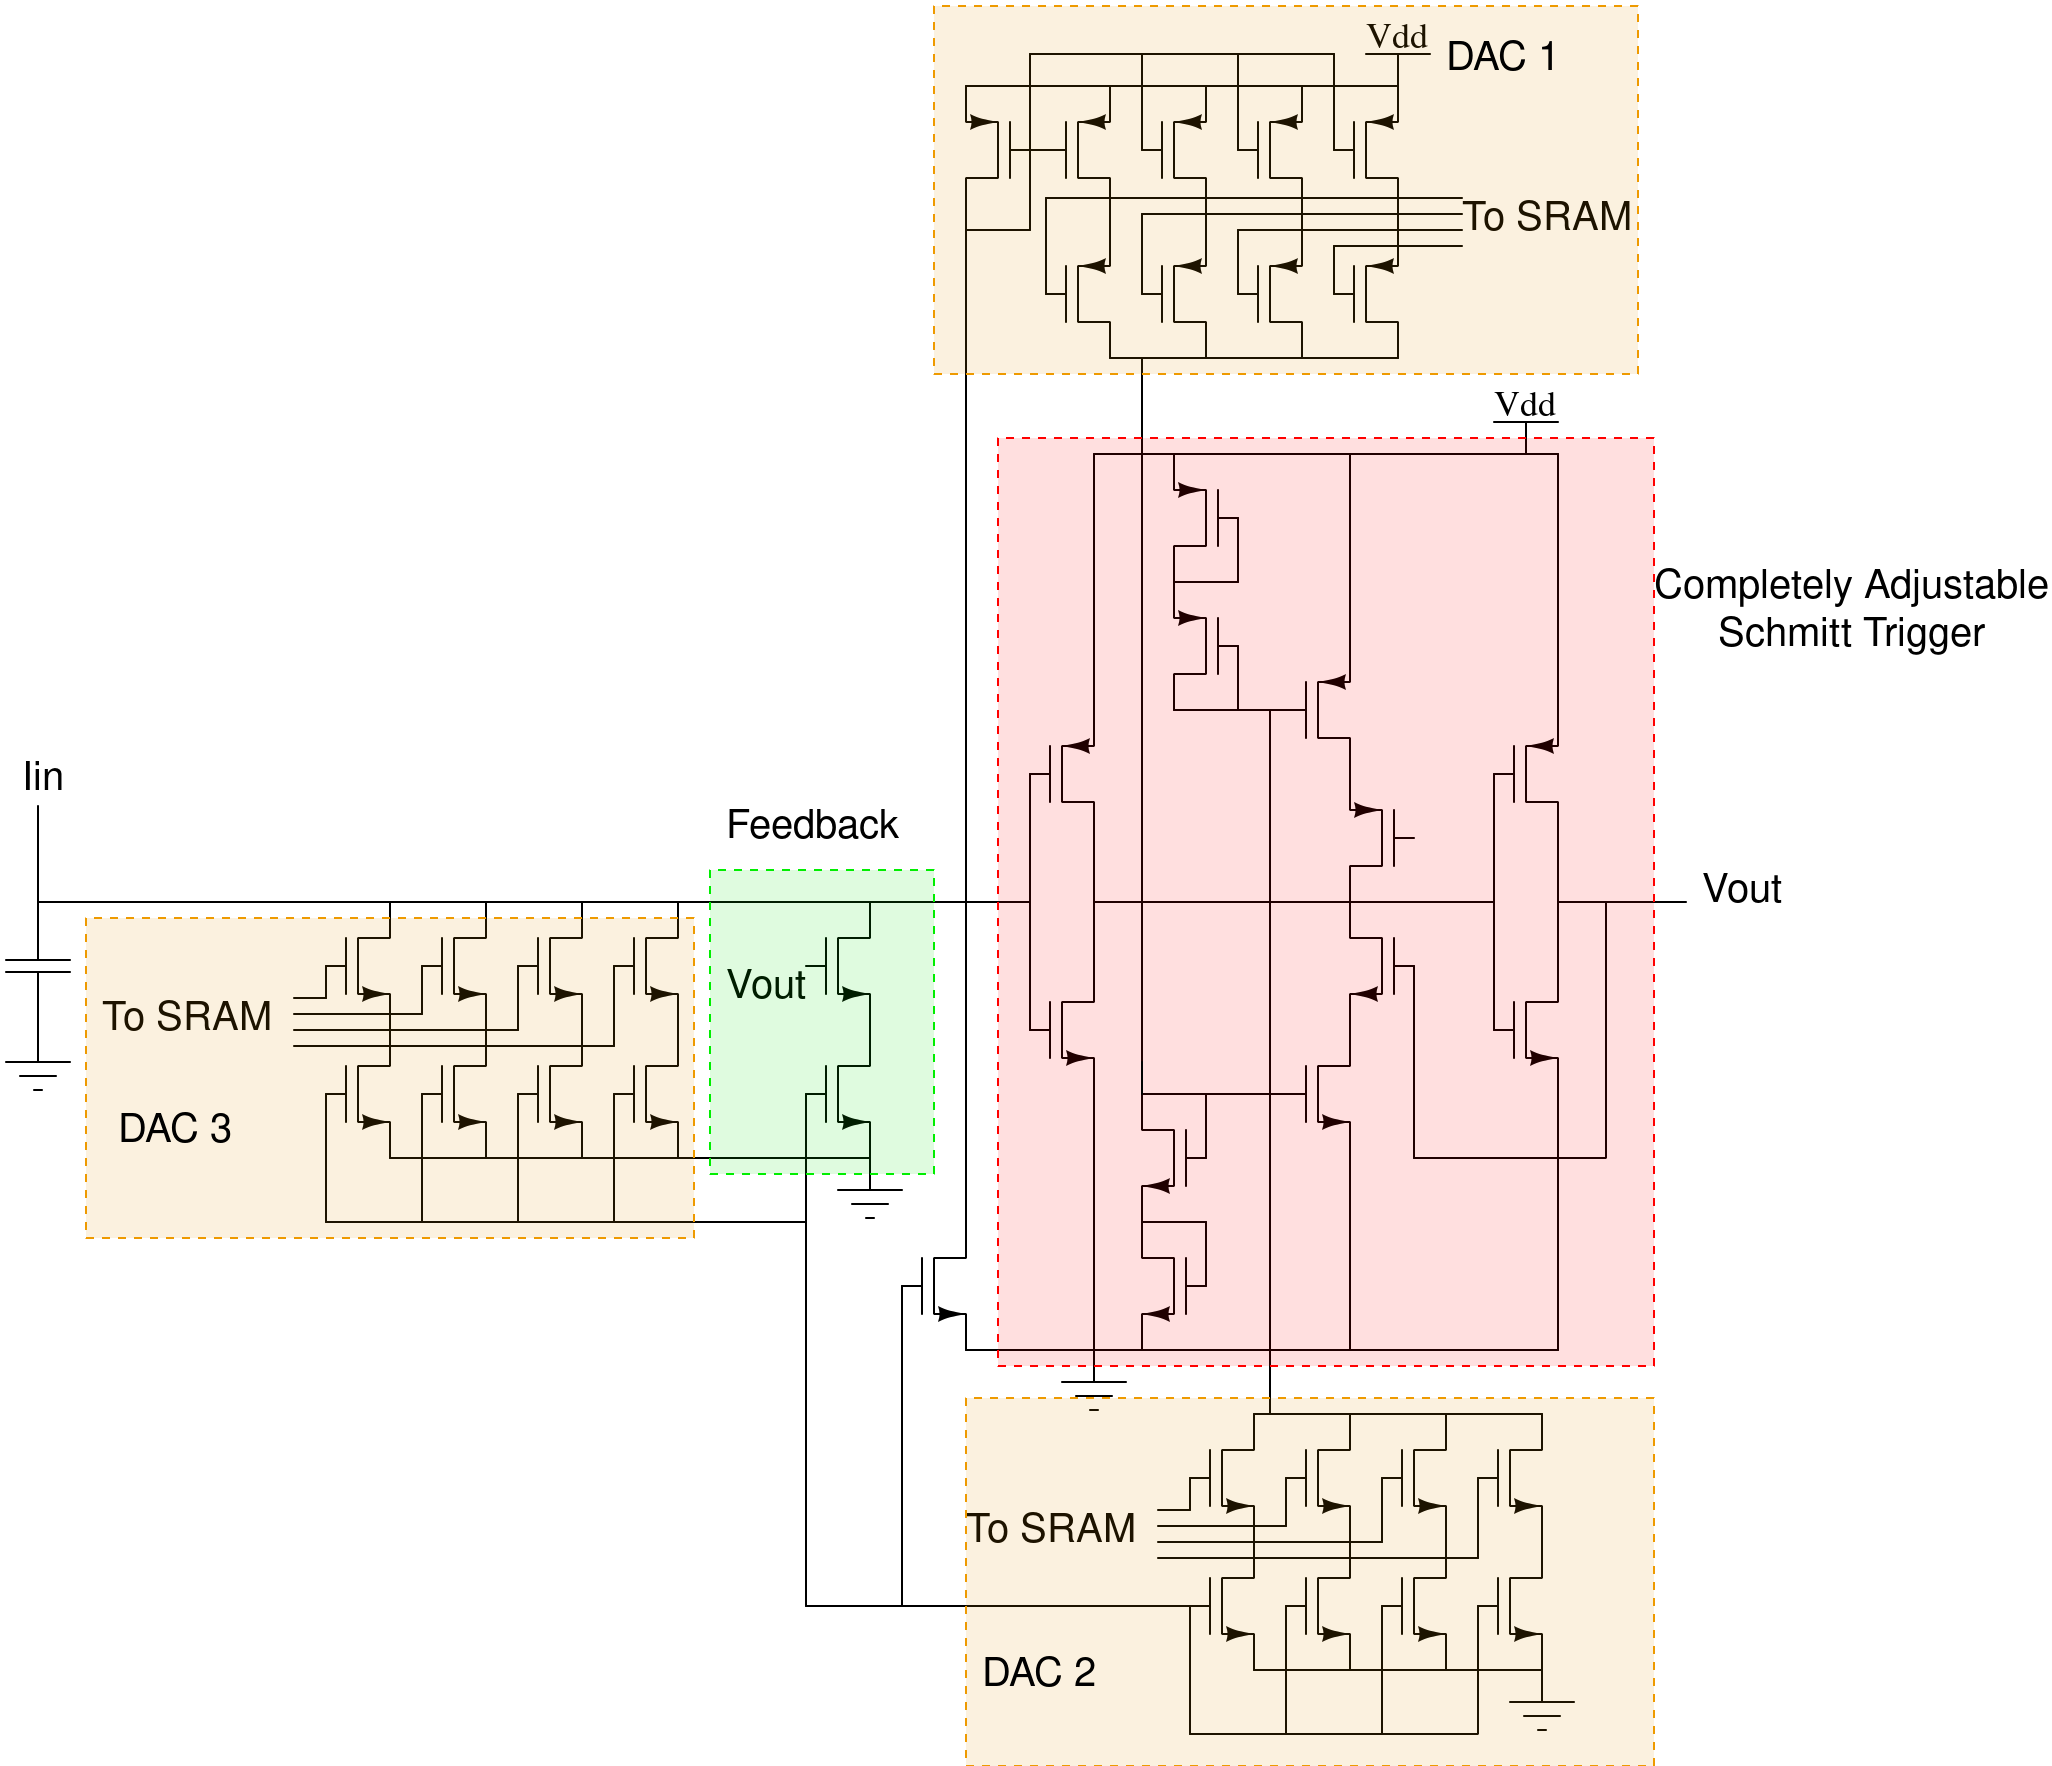 Vdd
DAC 1
To SRAM
Vdd
Completely Adjustable
Schmitt Trigger
Iin
Feedback
Vout
Vout
To SRAM
DAC 3
To SRAM
DAC 2